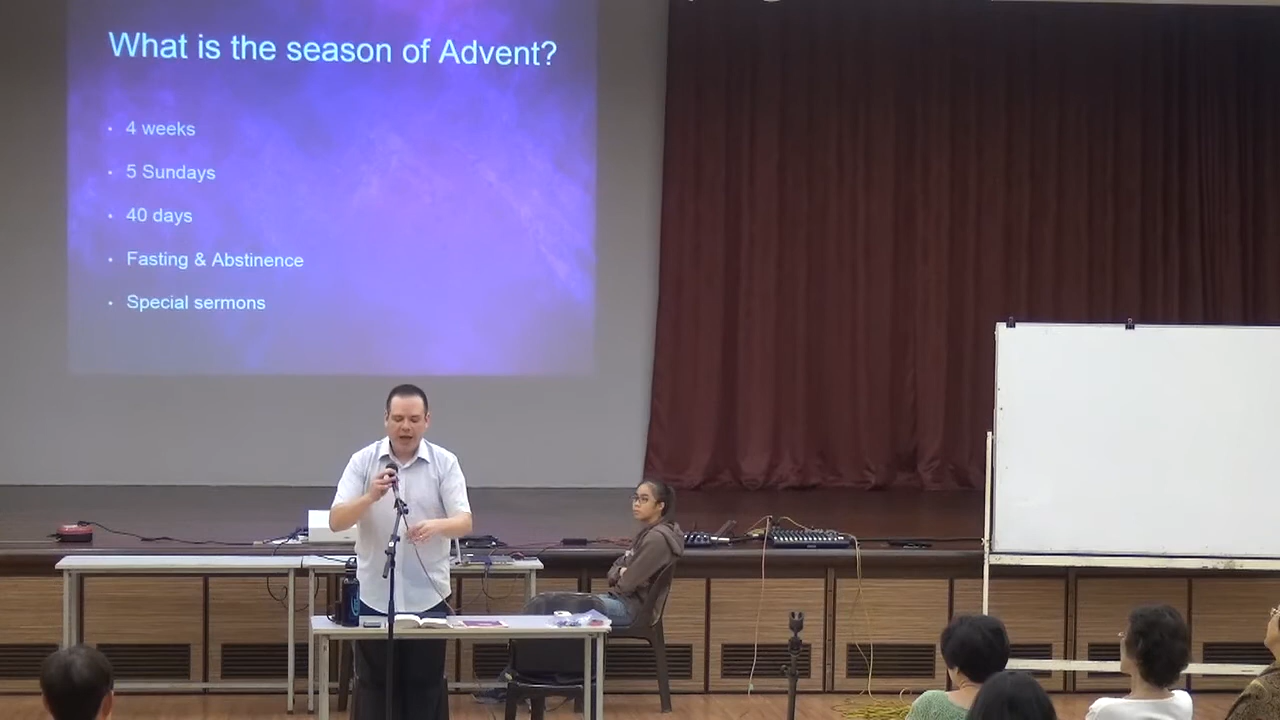 What is the season of Advent?
• 4 weeks
• 5 Sundays
• 40 days
• Fasting & Abstinence
• Special sermons